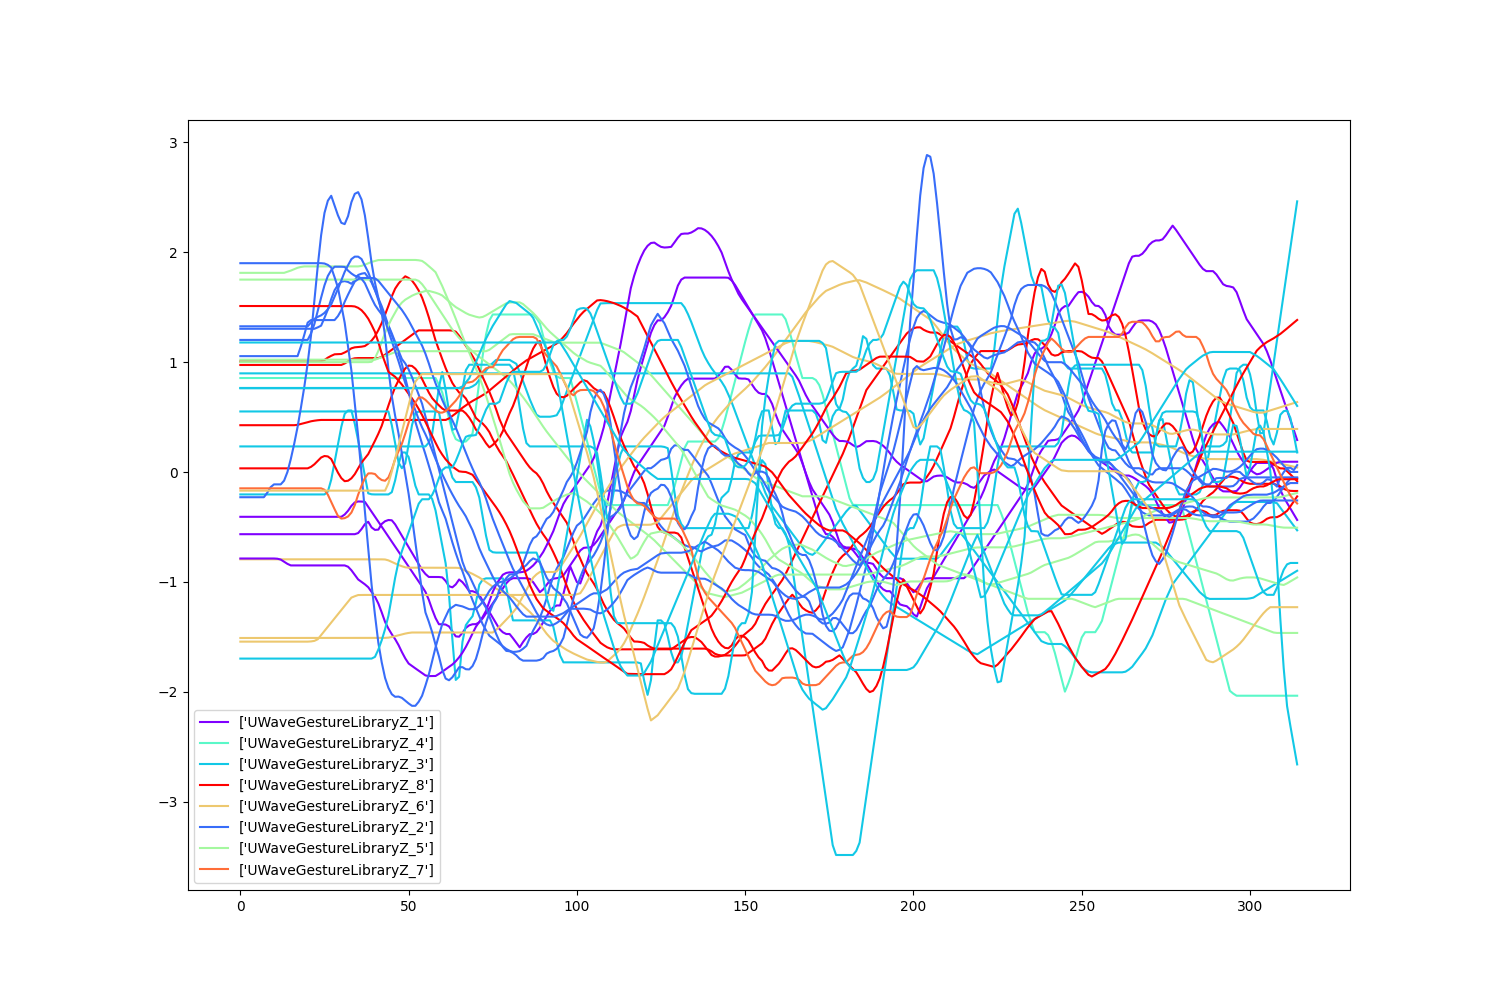 3
2
1
0
−1
−2
−3
['UWaveGestureLibraryZ_1']
['UWaveGestureLibraryZ_4']
['UWaveGestureLibraryZ_3']
['UWaveGestureLibraryZ_8']
['UWaveGestureLibraryZ_6']
['UWaveGestureLibraryZ_2']
['UWaveGestureLibraryZ_5']
['UWaveGestureLibraryZ_7']
0 50 100 150 200 250 300